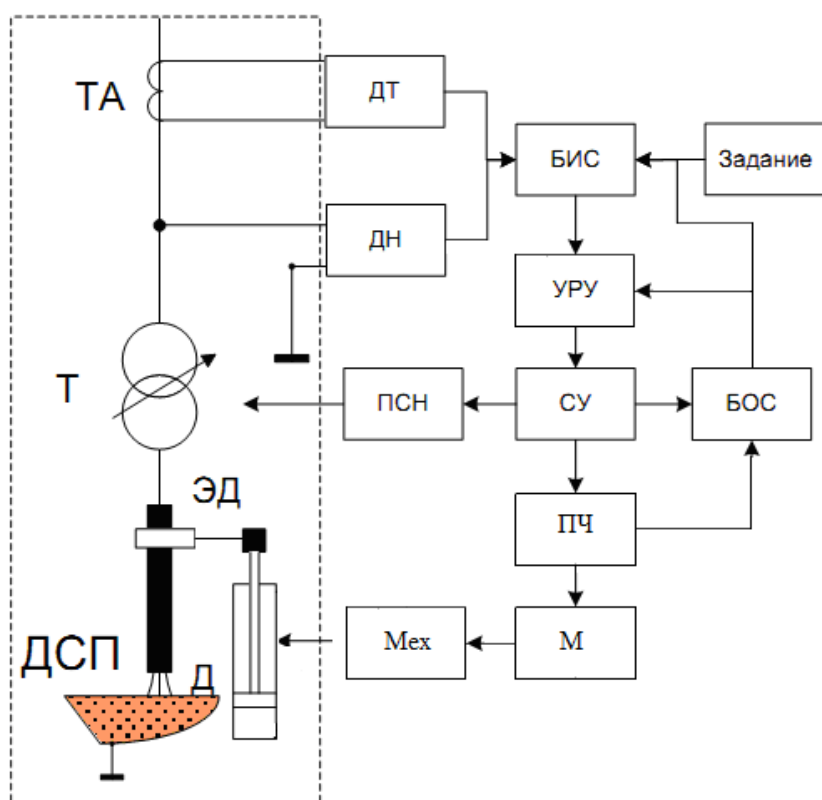 ТА
ДТ
БИС
Задание
ДН
УРУ
Т
ПСН
СУ
БОС
ЭД
ПЧ
ДСП
Д
Мех
М